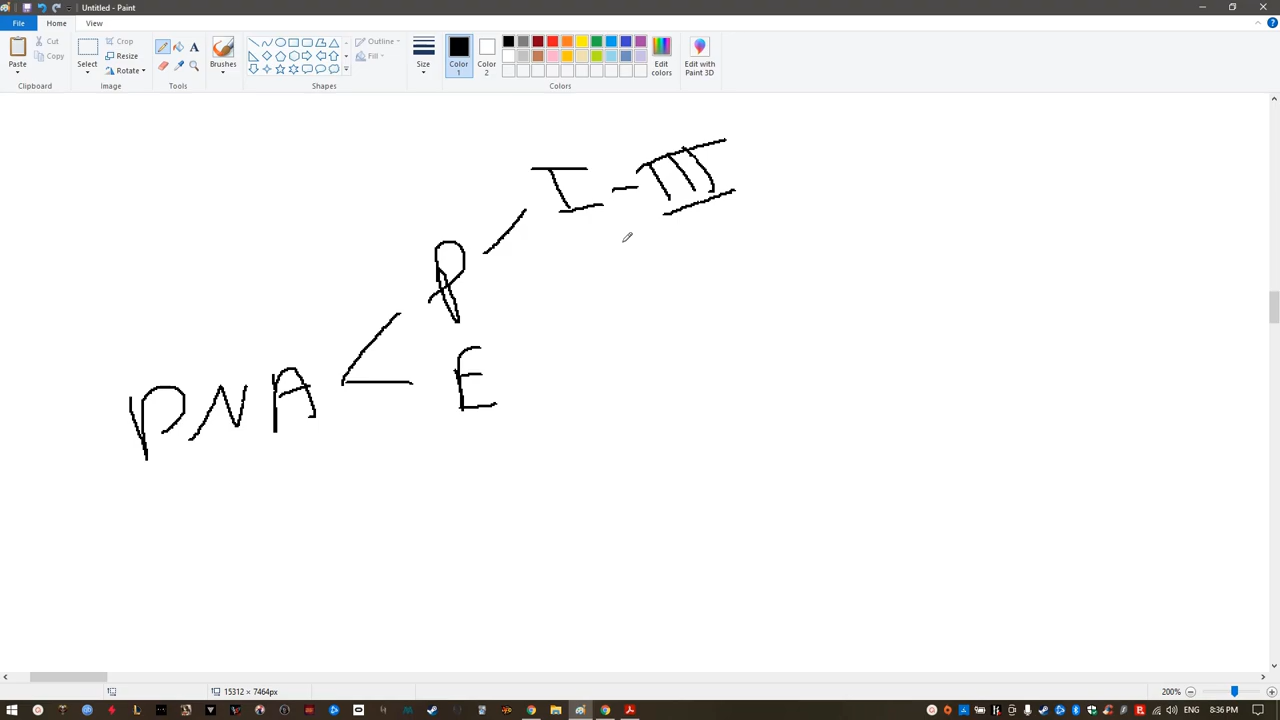 Untitled - Paint
File Home View
Paste
Cut
Copy
Clipboard
Select
Crop
Resize
Rotate
Image
A
Tools
Brushes
Outline
Fill
Shapes
Size
Color 1
Color 2
Edit colors
Edit with Paint 3D
Colors
I - III
P
E
PNA
15312 × 7464px
200%
ENG 8:36 PM